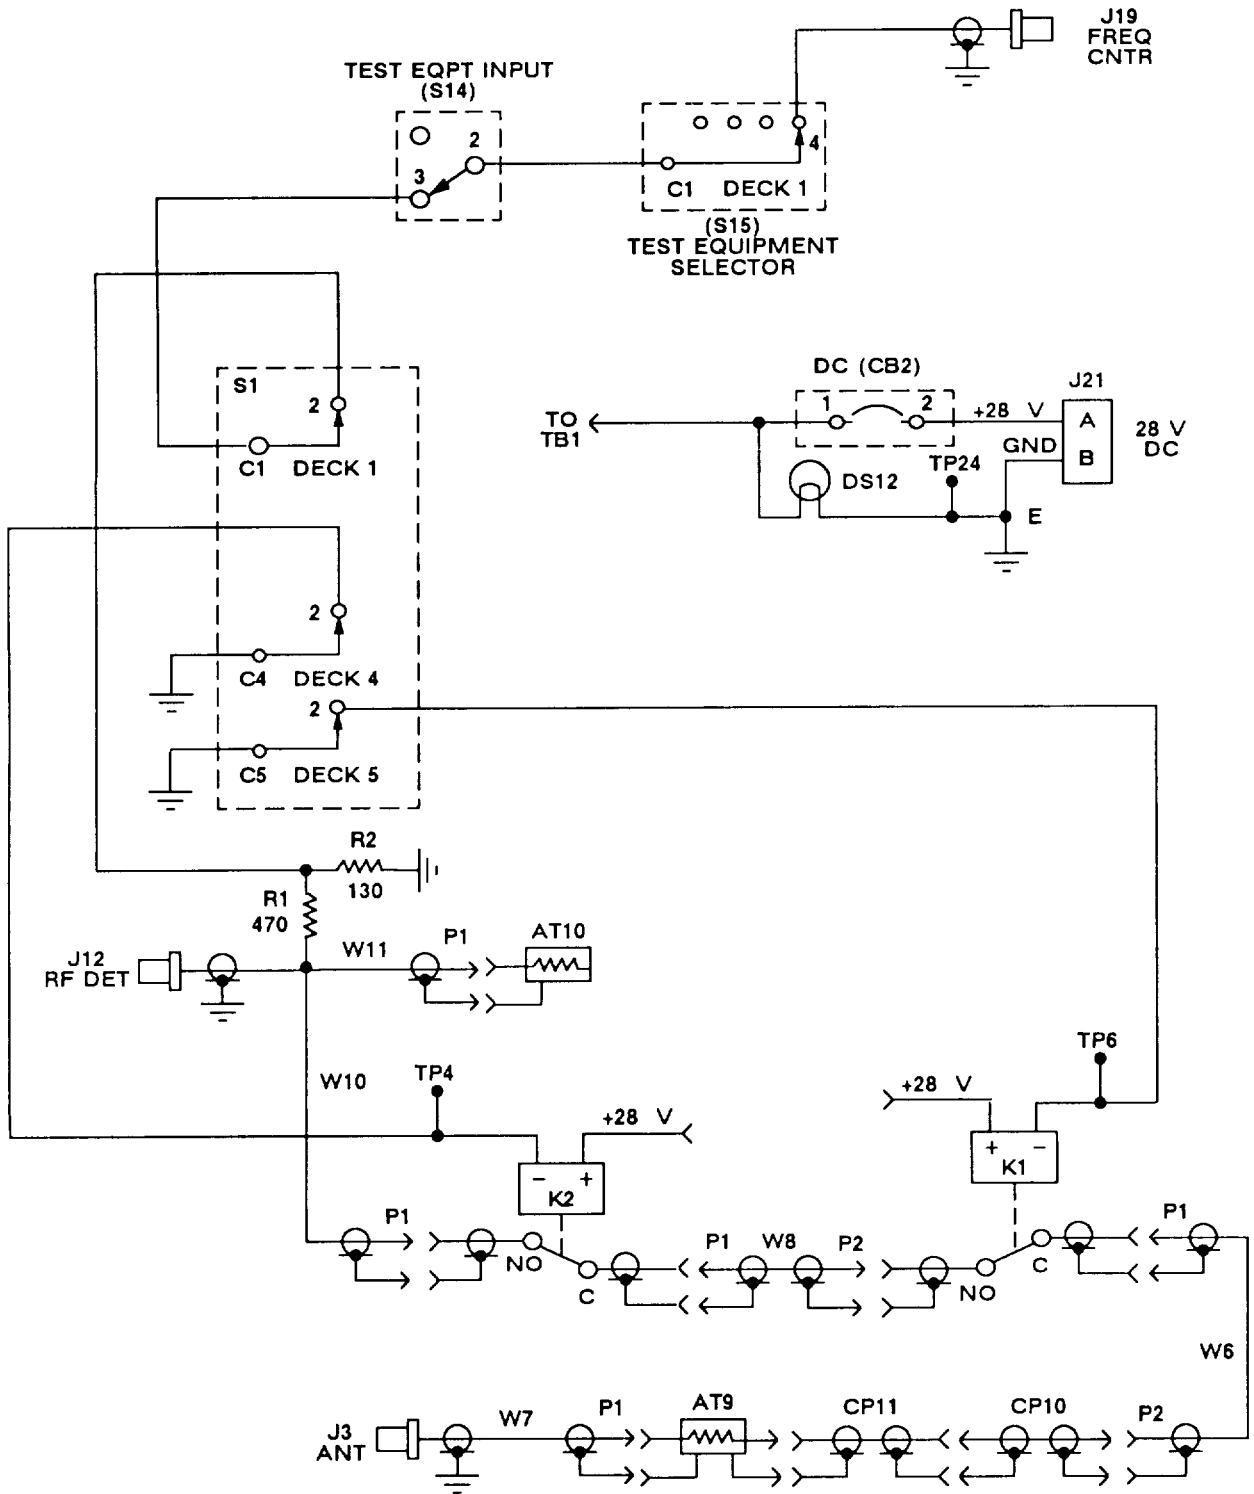 J19
FREQ
CNTR
TEST EQPT INPUT
(S14)
2
3
4
C1 DECK 1
(S15)
TEST EQUIPMENT
SELECTOR
S1
2
C1 DECK 1
2
C4 DECK 4
2
C5 DECK 5
DC (CB2)
J21
1 2
+28 V
A
TO
TB1
28 V
DC
GND
B
TP24
DS12
E
R2
130
R1
470
J12
RF DET
W11
P1
AT10
W10
TP4
+28 V
- +
K2
TP6
+28 V
+ -
K1
P1
NO
C
P1
W8
P2
NO
C
P1
W6
J3
ANT
W7
P1
AT9
CP11
CP10
P2